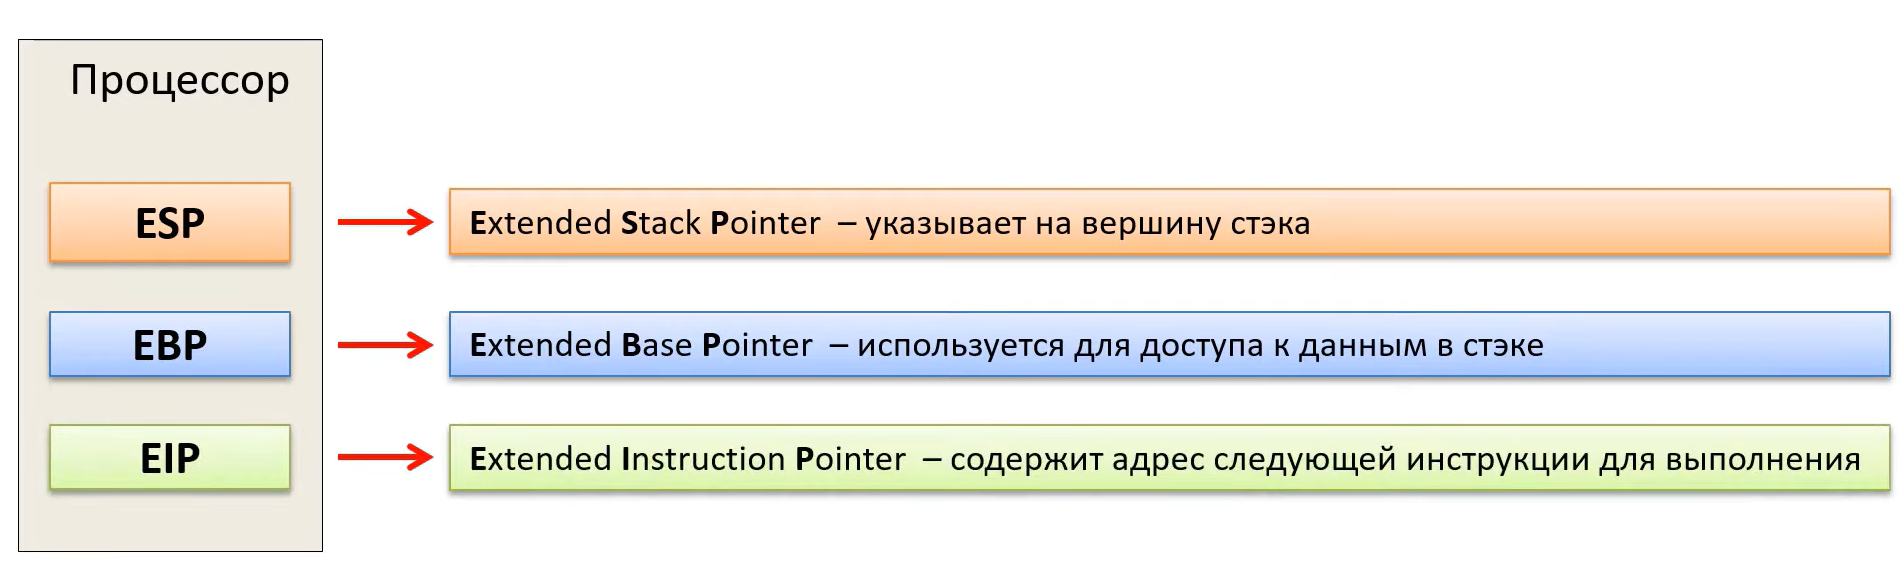 Процессор
ESP
Extended Stack Pointer – указывает на вершину стэка
EBP
Extended Base Pointer – используется для доступа к данным в стэке
EIP
Extended Instruction Pointer – содержит адрес следующей инструкции для выполнения